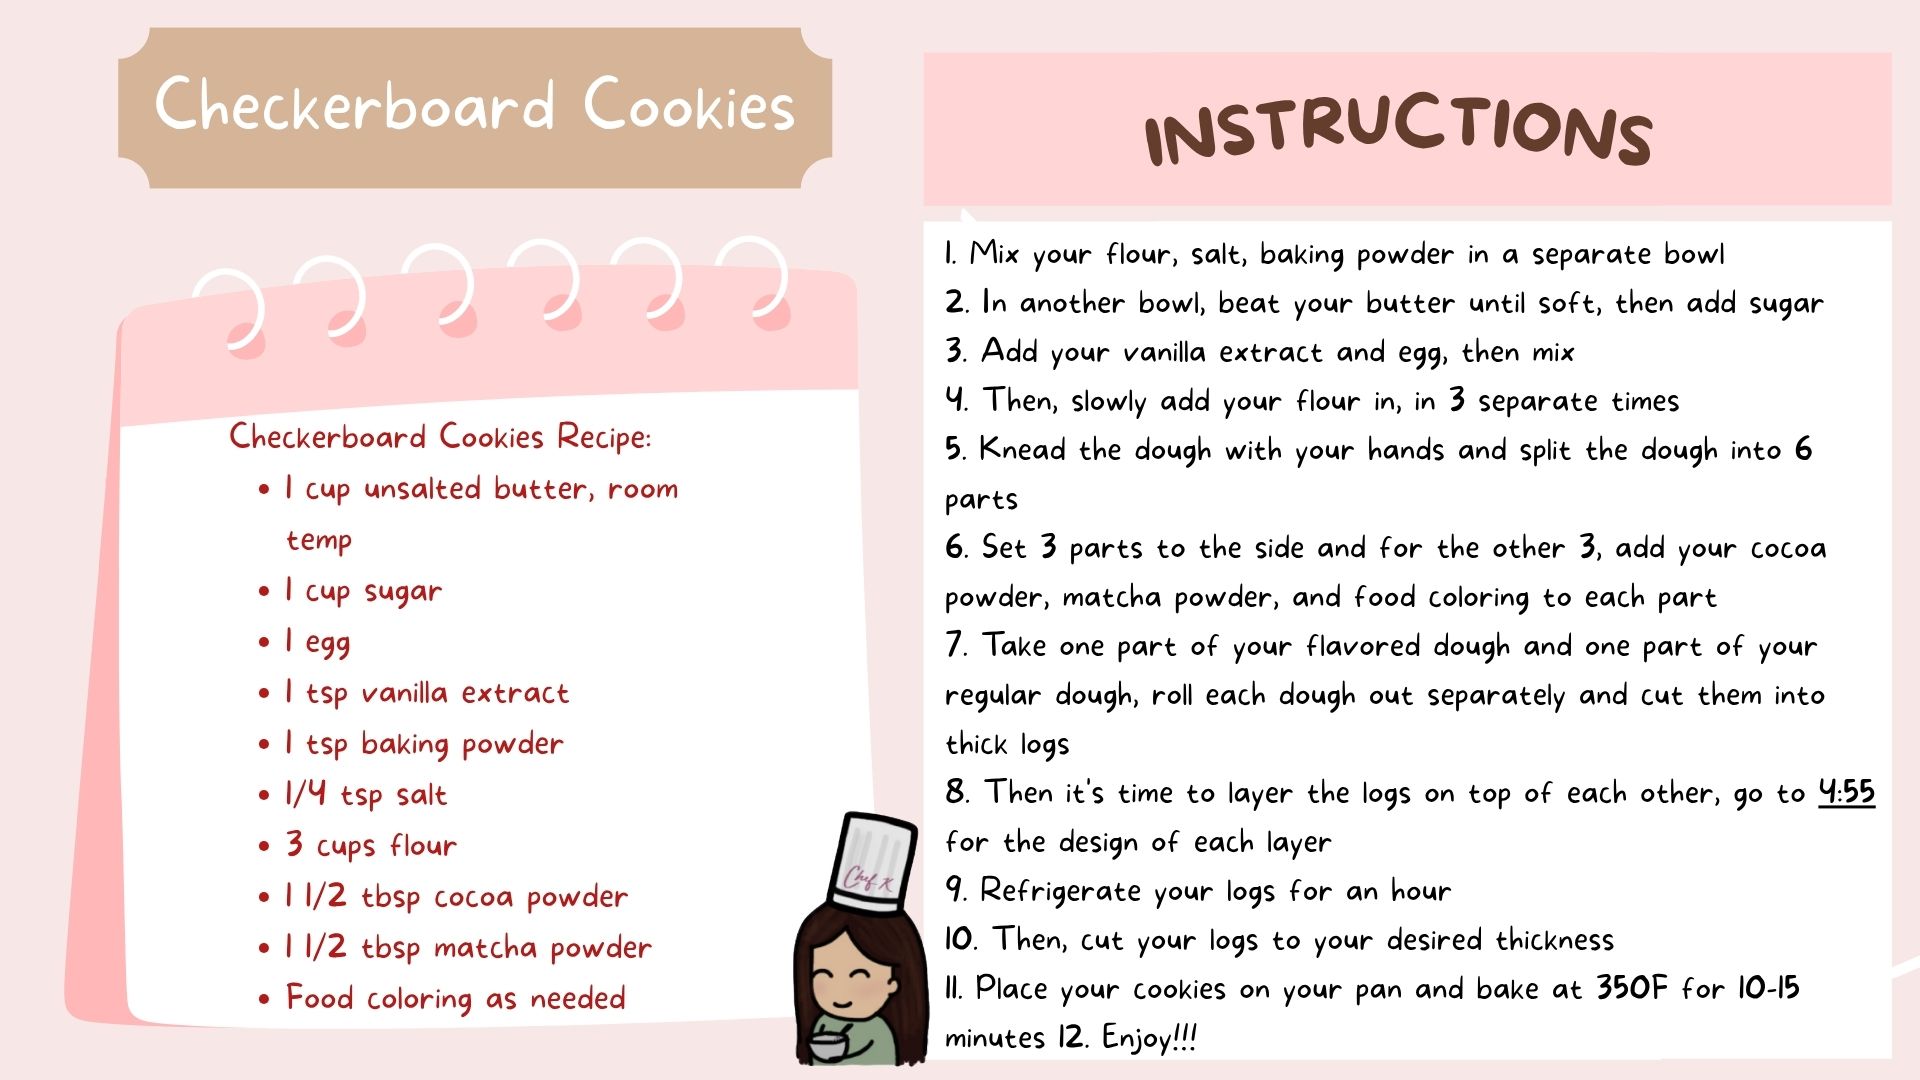 Checkerboard Cookies
Checkerboard Cookies Recipe:
• 1 cup unsalted butter, room
temp
• 1 cup sugar
• 1 egg
• 1 tsp vanilla extract
• 1 tsp baking powder
• 1/4 tsp salt
• 3 cups flour
• 1 1/2 tbsp cocoa powder
• 1 1/2 tbsp matcha powder
• Food coloring as needed
Chef K
INSTRUCTIONS
1. Mix your flour, salt, baking powder in a separate bowl
2. In another bowl, beat your butter until soft, then add sugar
3. Add your vanilla extract and egg, then mix
4. Then, slowly add your flour in, in 3 separate times
5. Knead the dough with your hands and split the dough into 6
parts
6. Set 3 parts to the side and for the other 3, add your cocoa
powder, matcha powder, and food coloring to each part
7. Take one part of your flavored dough and one part of your
regular dough, roll each dough out separately and cut them into
thick logs
8. Then it's time to layer the logs on top of each other, go to 4:55
for the design of each layer
9. Refrigerate your logs for an hour
10. Then, cut your logs to your desired thickness
11. Place your cookies on your pan and bake at 350F for 10-15
minutes 12. Enjoy!!!